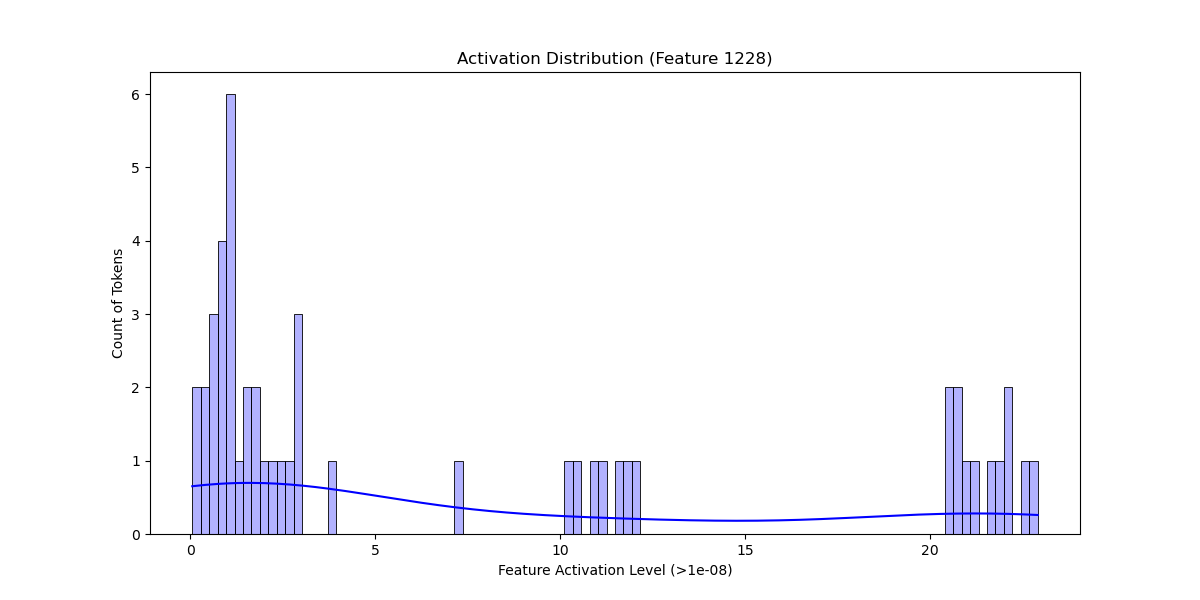 Activation Distribution (Feature 1228)
6
5
4
3
2
1
0
Count of Tokens
0 5 10 15 20
Feature Activation Level (>1e-08)